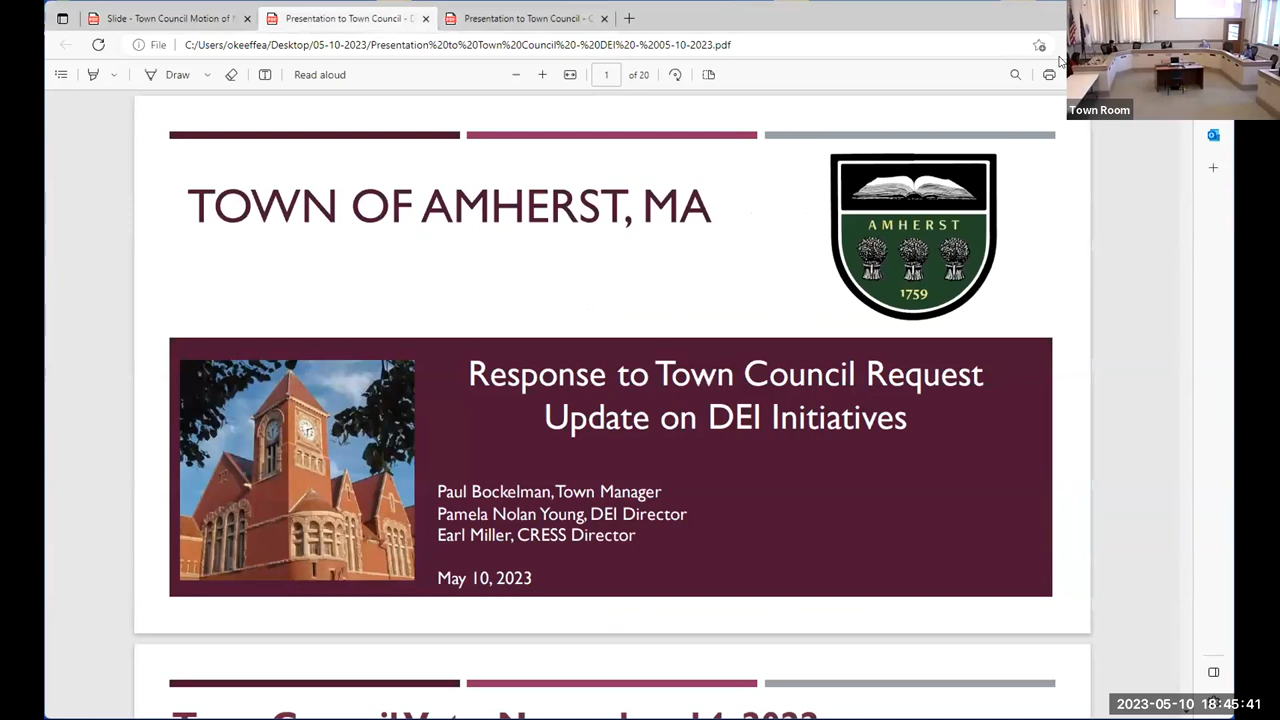 Slide - Town Council Motion of
Presentation to Town Council -
Presentation to Town Council -
File
C:/Users/okeeffea/Desktop/05-10-2023/Presentation%20to%20Town%20Council%20-%20DEI%20-%2005-10-2023.pdf
Draw
Read aloud
1
of 20
Town Room
TOWN OF AMHERST, MA
AMHERST
1759
Response to Town Council Request
Update on DEI Initiatives
Paul Bockelman, Town Manager
Pamela Nolan Young, DEI Director
Earl Miller, CRESS Director
May 10, 2023
2023-05-10 18:45:41